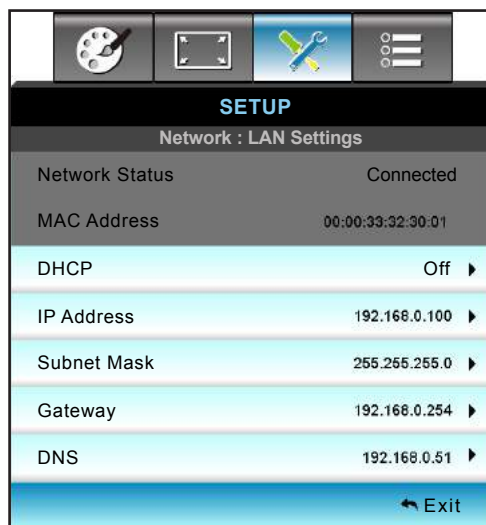 SETUP
Network : LAN Settings
Network Status Connected
MAC Address 00:00:33:32:30:01
DHCP Off
IP Address 192.168.0.100
Subnet Mask 255.255.255.0
Gateway 192.168.0.254
DNS 192.168.0.51
Exit